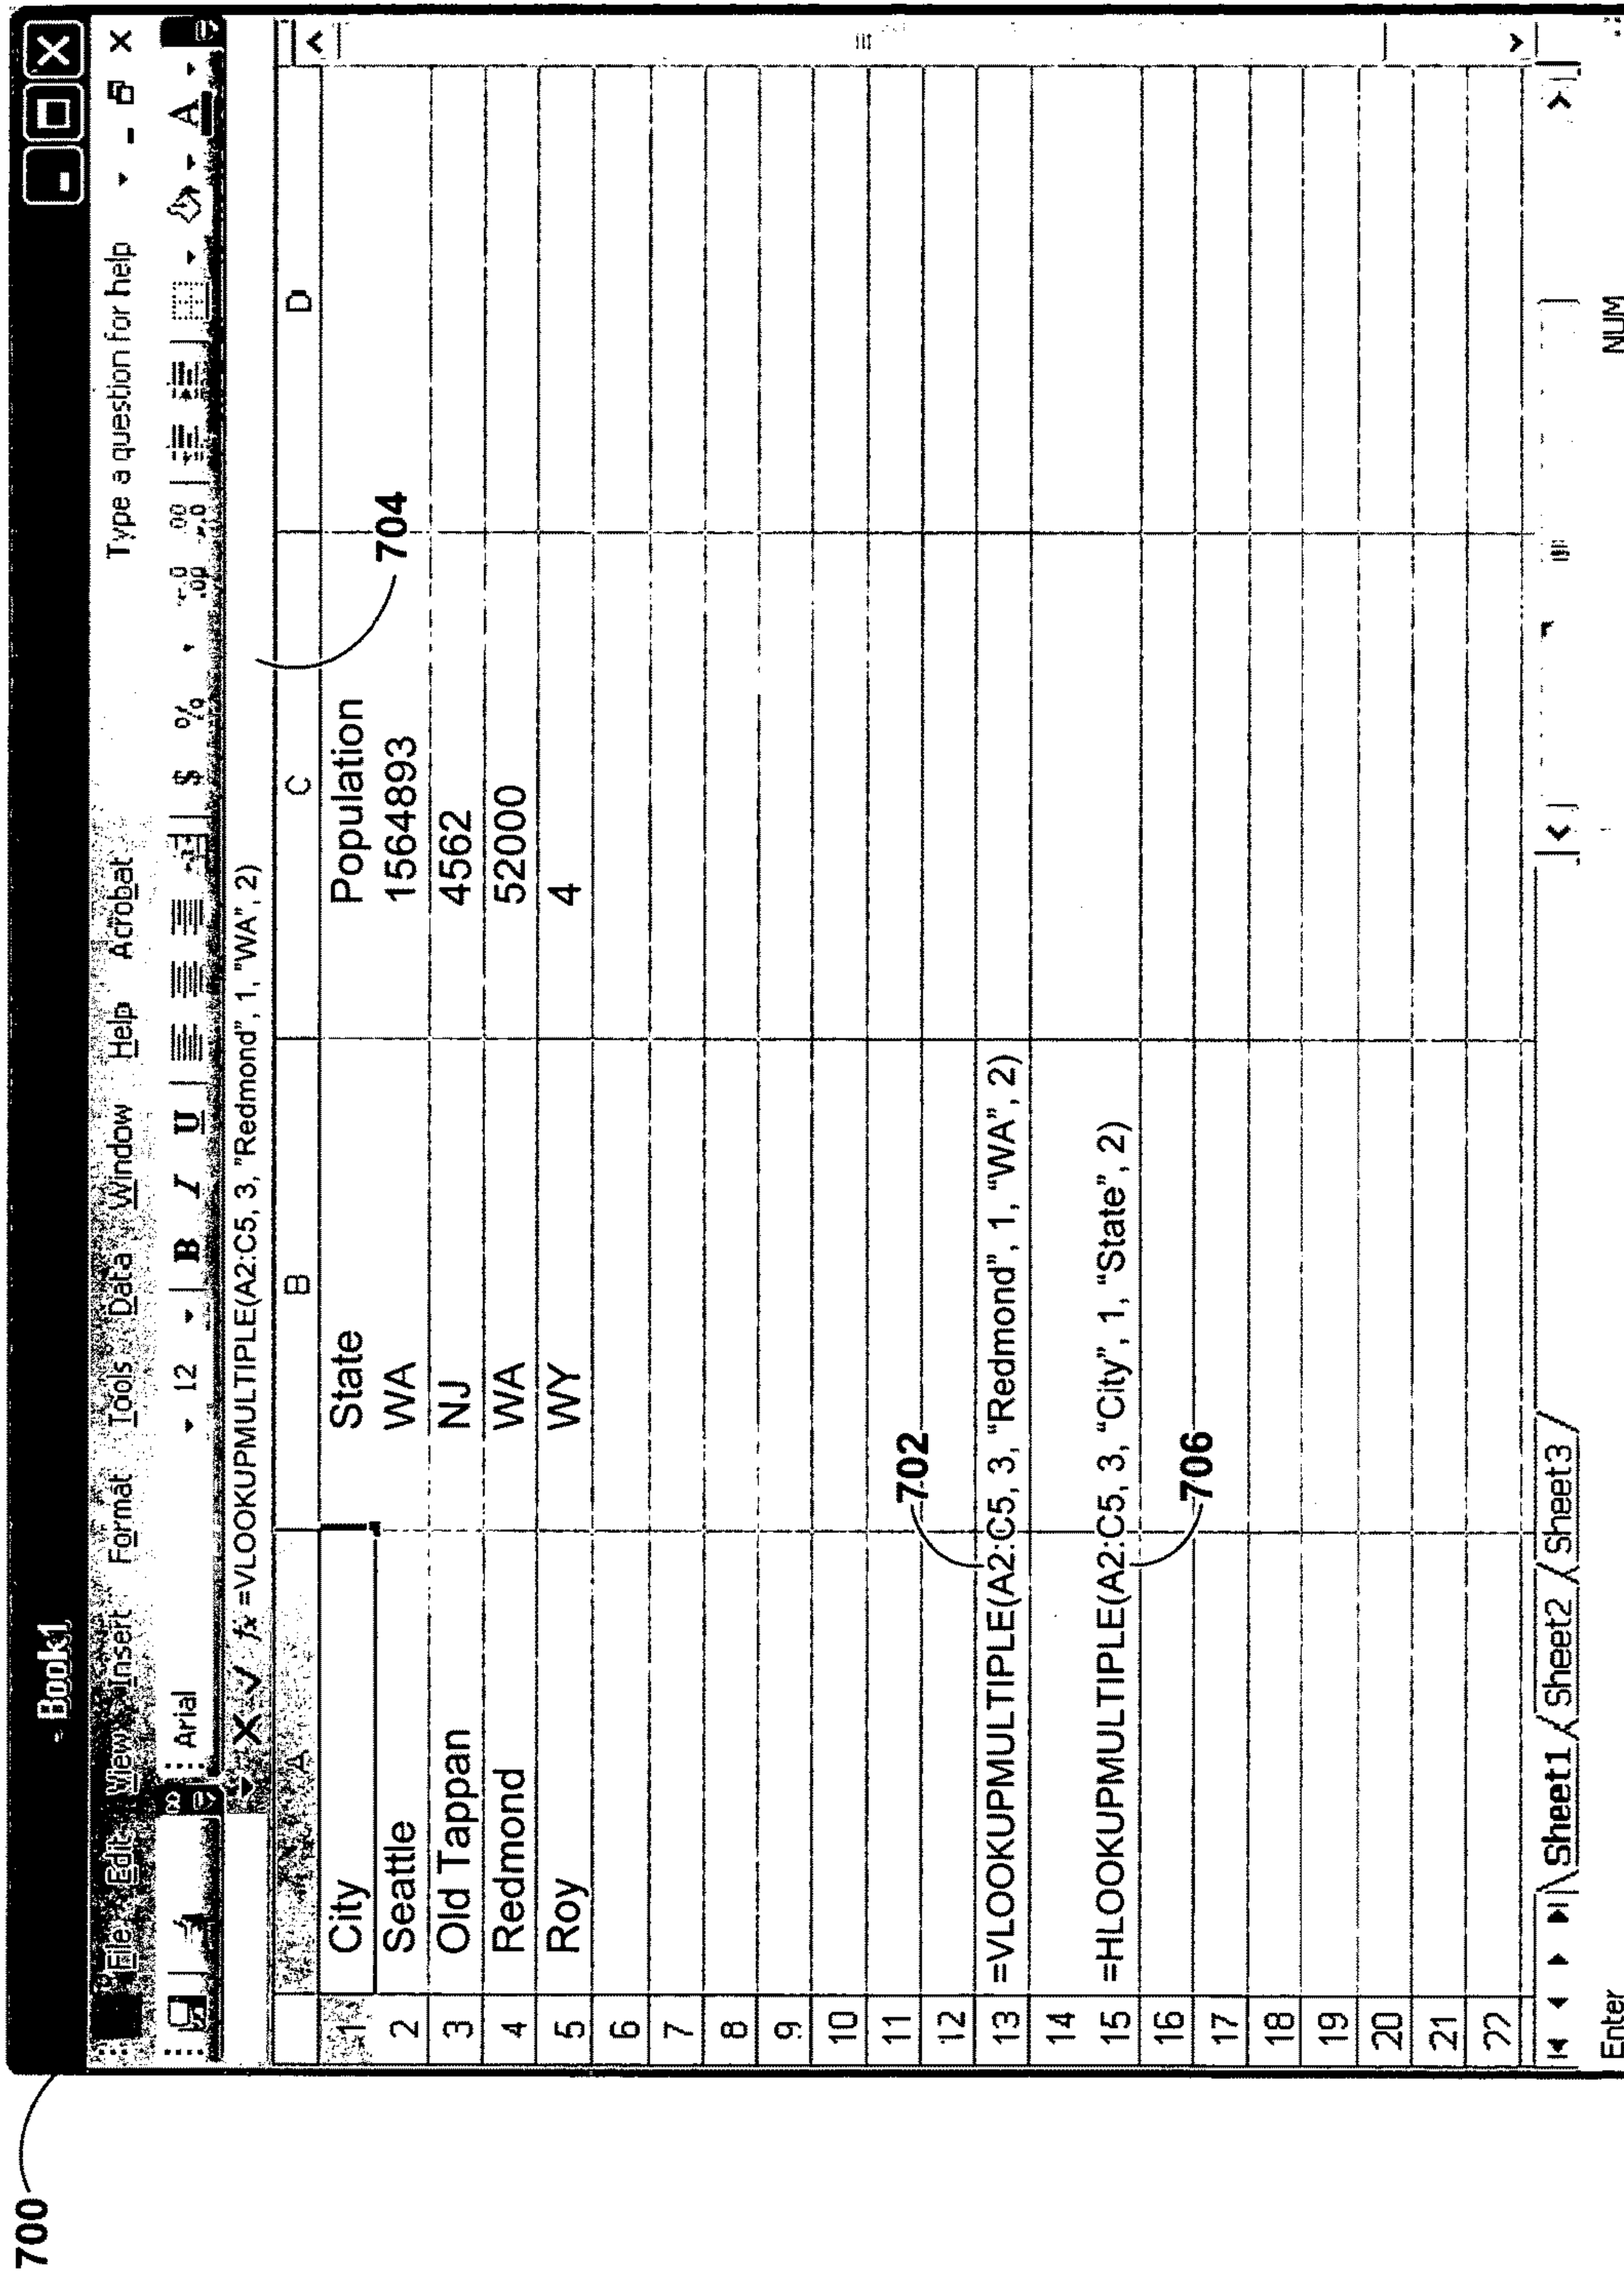 700
- Book1
File Edit View Insert Format Tools Data Window Help Acrobat Type a question for help
Arial 12 B I U $ % , .0 .00 .00 .0 A
fx =VLOOKUPMULTIPLE(A2:C5, 3, "Redmond", 1, "WA", 2)
704
A B C D
1 City State Population
2 Seattle WA 1564893
3 Old Tappan NJ 4562
4 Redmond WA 52000
5 Roy WY 4
6
7
8
9
10
11
702
12
13 =VLOOKUPMULTIPLE(A2:C5, 3, "Redmond", 1, "WA", 2)
14
15 =HLOOKUPMULTIPLE(A2:C5, 3, "City", 1, "State", 2)
16
706
17
18
19
20
21
22
Sheet1 / Sheet2 / Sheet3 /
Enter NUM